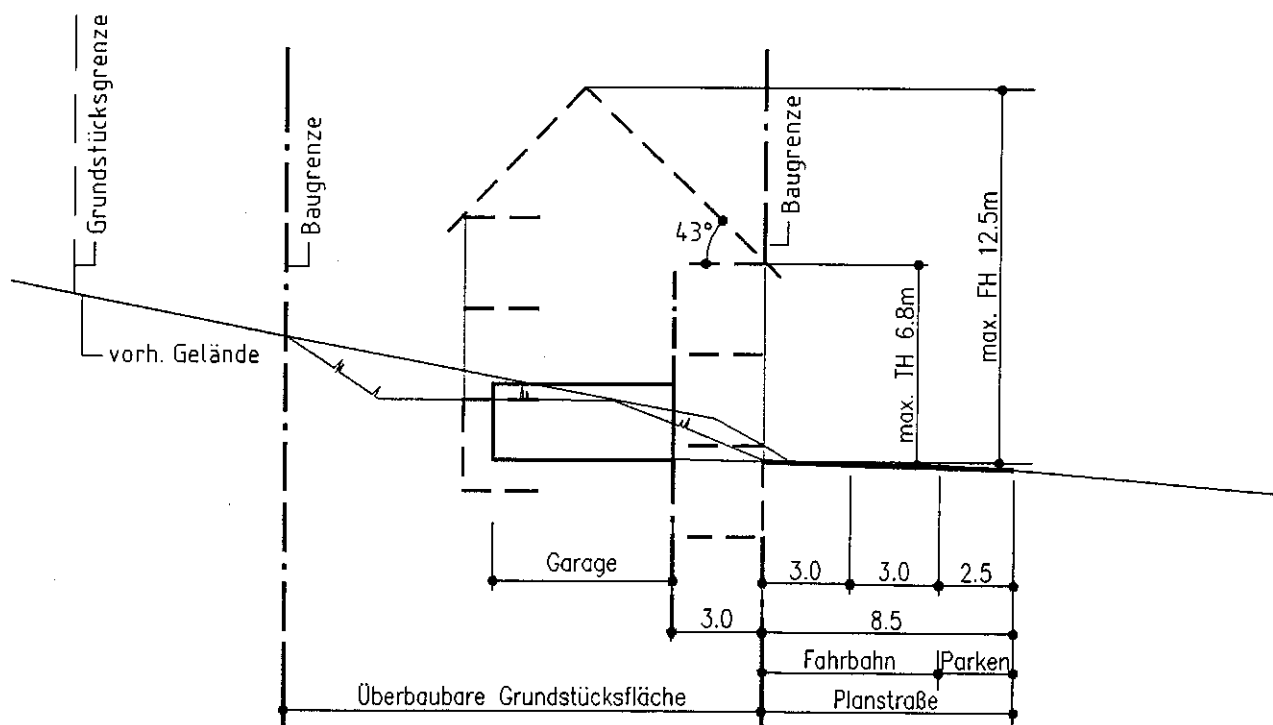 Grundstücksgrenze
Baugrenze
Baugrenze
43°
max. FH 12.5m
max. TH 6.8m
vorh. Gelände
Garage
3.0
3.0
2.5
3.0
8.5
Fahrbahn
Parken
Überbaubare Grundstücksfläche
Planstraße